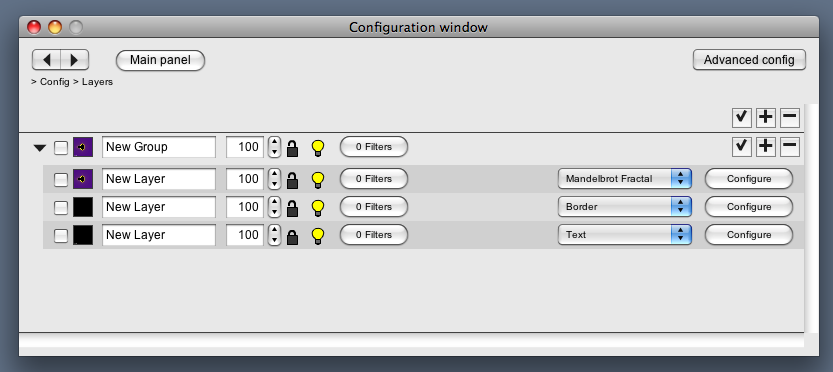 Configuration window
Main panel Advanced config
> Config > Layers
New Group 100 0 Filters
New Layer 100 0 Filters Mandelbrot Fractal Configure
New Layer 100 0 Filters Border Configure
New Layer 100 0 Filters Text Configure